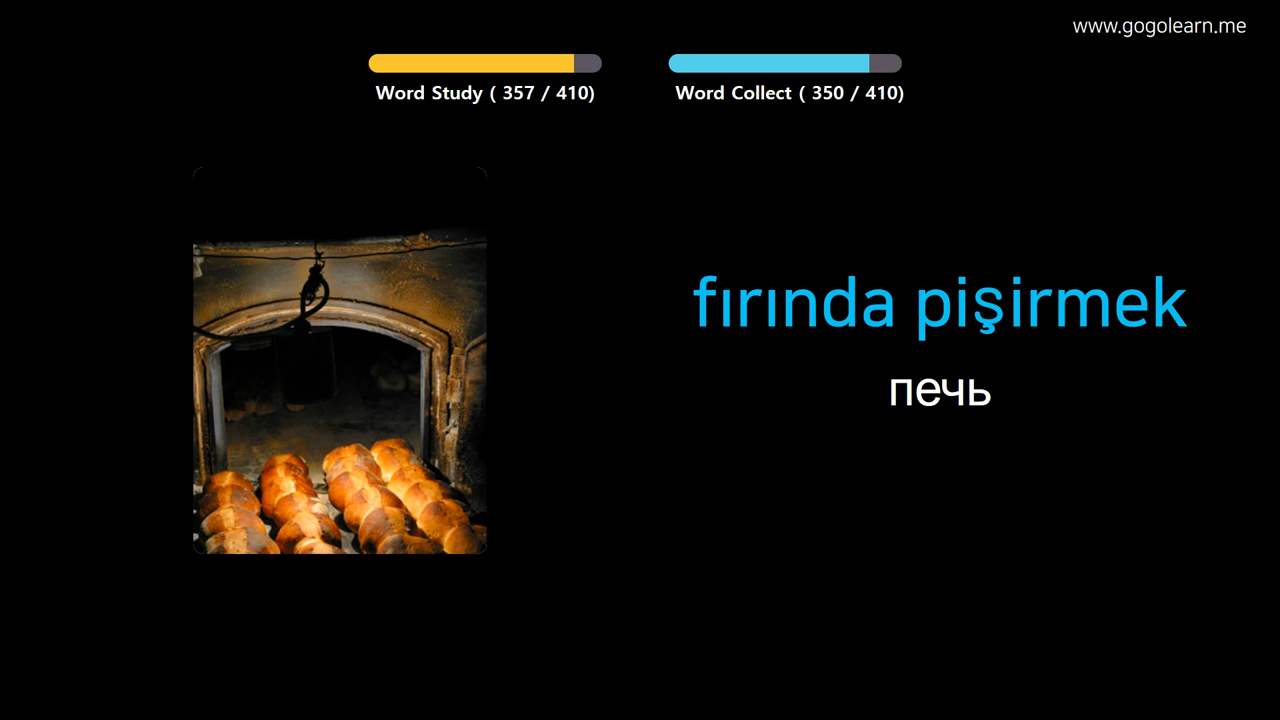 www.gogolearn.me
Word Study ( 357 / 410)
Word Collect ( 350 / 410)
fırında pişirmek
печь